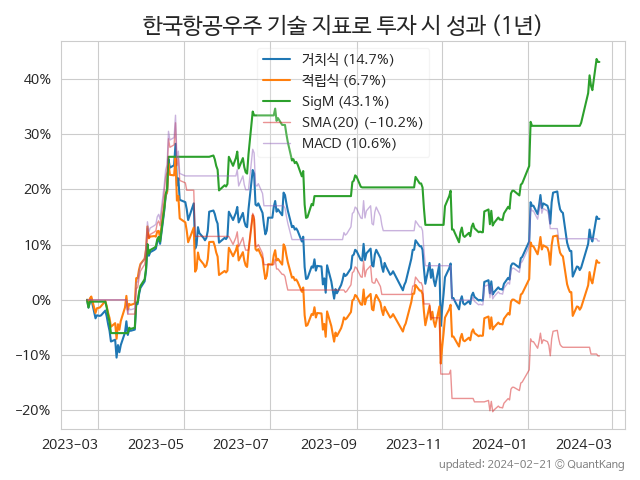 한국항공우주 기술 지표로 투자 시 성과 (1년)
거치식 (14.7%)
적립식 (6.7%)
SigM (43.1%)
SMA(20) (−10.2%)
MACD (10.6%)
40%
30%
20%
10%
0%
−10%
−20%
2023-03 2023-05 2023-07 2023-09 2023-11 2024-01 2024-03
updated: 2024-02-21 © QuantKang